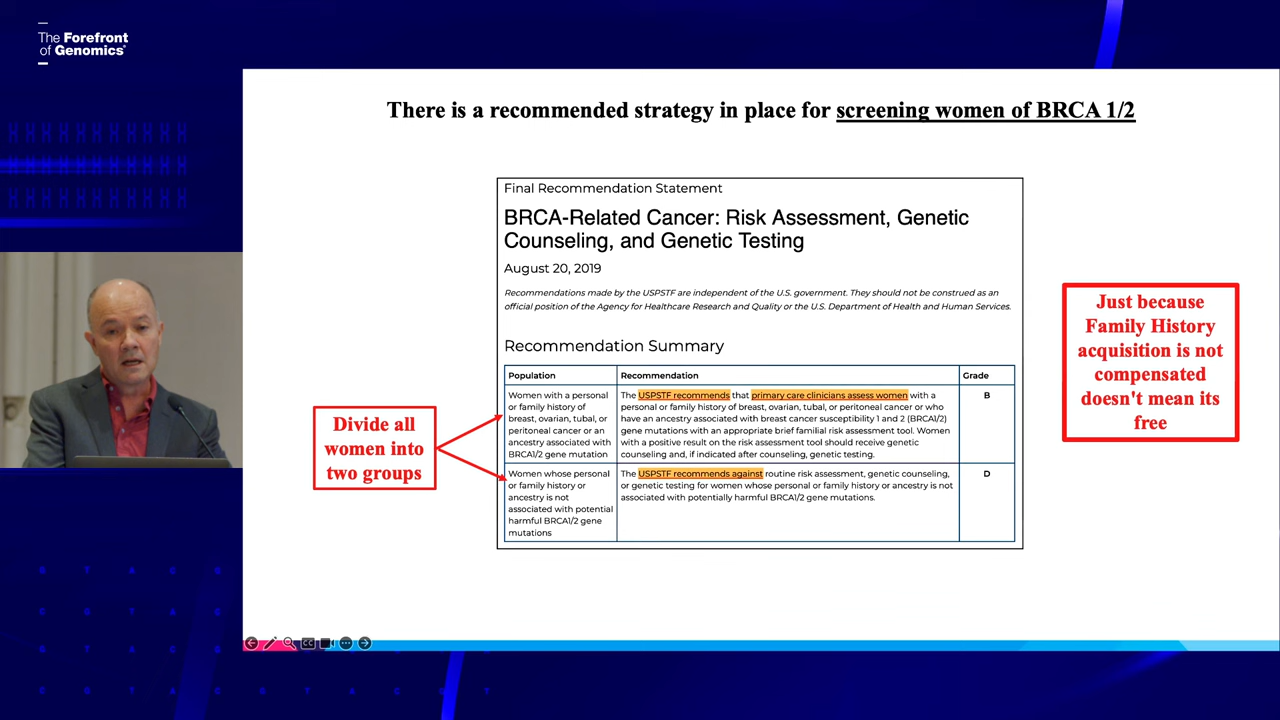 The Forefront
of Genomics®
There is a recommended strategy in place for screening women of BRCA 1/2
Final Recommendation Statement
BRCA-Related Cancer: Risk Assessment, Genetic
Counseling, and Genetic Testing
August 20, 2019
Recommendations made by the USPSTF are independent of the U.S. government. They should not be construed as an
official position of the Agency for Healthcare Research and Quality or the U.S. Department of Health and Human Services.
Recommendation Summary
Population
Recommendation
Grade
Women with a personal
or family history of
breast, ovarian, tubal, or
peritoneal cancer or an
ancestry associated with
BRCA1/2 gene mutation
The USPSTF recommends that primary care clinicians assess women with a
personal or family history of breast, ovarian, tubal, or peritoneal cancer or who
have an ancestry associated with breast cancer susceptibility 1 and 2 (BRCA1/2)
gene mutations with an appropriate brief familial risk assessment tool. Women
with a positive result on the risk assessment tool should receive genetic
counseling and, if indicated after counseling, genetic testing.
B
Women whose personal
or family history or
ancestry is not
associated with potential
harmful BRCA1/2 gene
mutations
The USPSTF recommends against routine risk assessment, genetic counseling,
or genetic testing for women whose personal or family history or ancestry is not
associated with potentially harmful BRCA1/2 gene mutations.
D
Divide all
women into
two groups
Just because
Family History
acquisition is not
compensated
doesn't mean its
free
CC